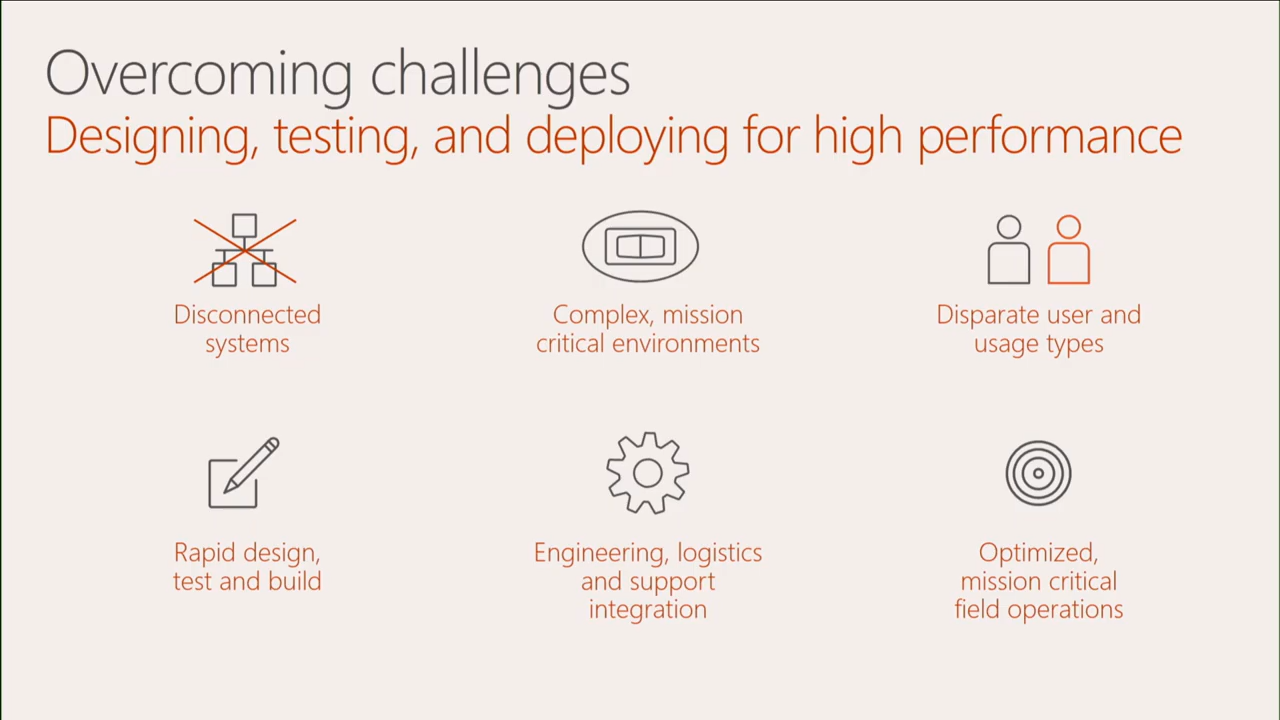 Overcoming challenges
Designing, testing, and deploying for high performance
Disconnected
systems
Complex, mission
critical environments
Disparate user and
usage types
Rapid design,
test and build
Engineering, logistics
and support
integration
Optimized,
mission critical
field operations